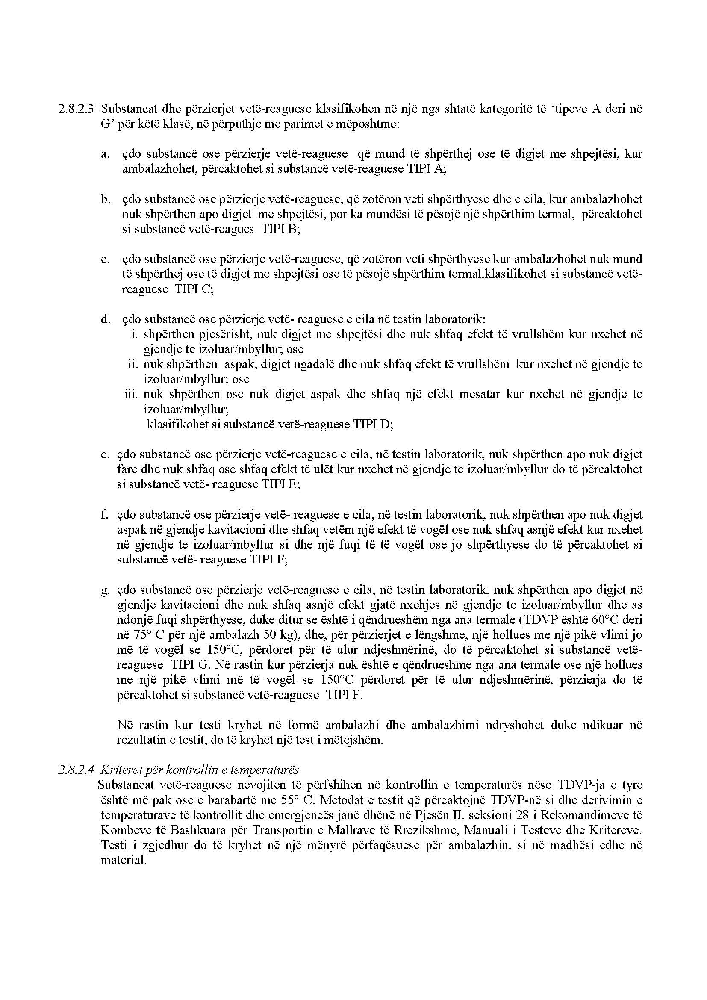 2.8.2.3 Substancat dhe përzierjet vetë-reaguese klasifikohen në një nga shtatë kategoritë të ‘tipeve A deri në
G’ për këtë klasë, në përputhje me parimet e mëposhtme:
a. çdo substancë ose përzierje vetë-reaguese që mund të shpërthej ose të digjet me shpejtësi, kur
ambalazhohet, përcaktohet si substancë vetë-reaguese TIPI A;
b. çdo substancë ose përzierje vetë-reaguese, që zotëron veti shpërthyese dhe e cila, kur ambalazhohet
nuk shpërthen apo digjet me shpejtësi, por ka mundësi të pësojë një shpërthim termal, përcaktohet
si substancë vetë-reagues TIPI B;
c. çdo substancë ose përzierje vetë-reaguese, që zotëron veti shpërthyese kur ambalazhohet nuk mund
të shpërthej ose të digjet me shpejtësi ose të pësojë shpërthim termal,klasifikohet si substancë vetë-
reaguese TIPI C;
d. çdo substancë ose përzierje vetë- reaguese e cila në testin laboratorik:
i. shpërthen pjesërisht, nuk digjet me shpejtësi dhe nuk shfaq efekt të vrullshëm kur nxehet në
gjendje te izoluar/mbyllur; ose
ii. nuk shpërthen aspak, digjet ngadalë dhe nuk shfaq efekt të vrullshëm kur nxehet në gjendje te
izoluar/mbyllur; ose
iii. nuk shpërthen ose nuk digjet aspak dhe shfaq një efekt mesatar kur nxehet në gjendje te
izoluar/mbyllur;
klasifikohet si substancë vetë-reaguese TIPI D;
e. çdo substancë ose përzierje vetë-reaguese e cila, në testin laboratorik, nuk shpërthen apo nuk digjet
fare dhe nuk shfaq ose shfaq efekt të ulët kur nxehet në gjendje te izoluar/mbyllur do të përcaktohet
si substancë vetë- reaguese TIPI E;
f. çdo substancë ose përzierje vetë- reaguese e cila, në testin laboratorik, nuk shpërthen apo nuk digjet
aspak në gjendje kavitacioni dhe shfaq vetëm një efekt të vogël ose nuk shfaq asnjë efekt kur nxehet
në gjendje te izoluar/mbyllur si dhe një fuqi të të vogël ose jo shpërthyese do të përcaktohet si
substancë vetë- reaguese TIPI F;
g. çdo substancë ose përzierje vetë-reaguese e cila, në testin laboratorik, nuk shpërthen apo digjet në
gjendje kavitacioni dhe nuk shfaq asnjë efekt gjatë nxehjes në gjendje te izoluar/mbyllur dhe as
ndonjë fuqi shpërthyese, duke ditur se është i qëndrueshëm nga ana termale (TDVP është 60°C deri
në 75° C për një ambalazh 50 kg), dhe, për përzierjet e lëngshme, një hollues me një pikë vlimi jo
më të vogël se 150°C, përdoret për të ulur ndjeshmërinë, do të përcaktohet si substancë vetë-
reaguese TIPI G. Në rastin kur përzierja nuk është e qëndrueshme nga ana termale ose një hollues
me një pikë vlimi më të vogël se 150°C përdoret për të ulur ndjeshmërinë, përzierja do të
përcaktohet si substancë vetë-reaguese TIPI F.
Në rastin kur testi kryhet në formë ambalazhi dhe ambalazhimi ndryshohet duke ndikuar në
rezultatin e testit, do të kryhet një test i mëtejshëm.
2.8.2.4 Kriteret për kontrollin e temperaturës
Substancat vetë-reaguese nevojiten të përfshihen në kontrollin e temperaturës nëse TDVP-ja e tyre
është më pak ose e barabartë me 55° C. Metodat e testit që përcaktojnë TDVP-në si dhe derivimin e
temperaturave të kontrollit dhe emergjencës janë dhënë në Pjesën II, seksioni 28 i Rekomandimeve të
Kombeve të Bashkuara për Transportin e Mallrave të Rrezikshme, Manuali i Testeve dhe Kritereve.
Testi i zgjedhur do të kryhet në një mënyrë përfaqësuese për ambalazhin, si në madhësi edhe në
material.